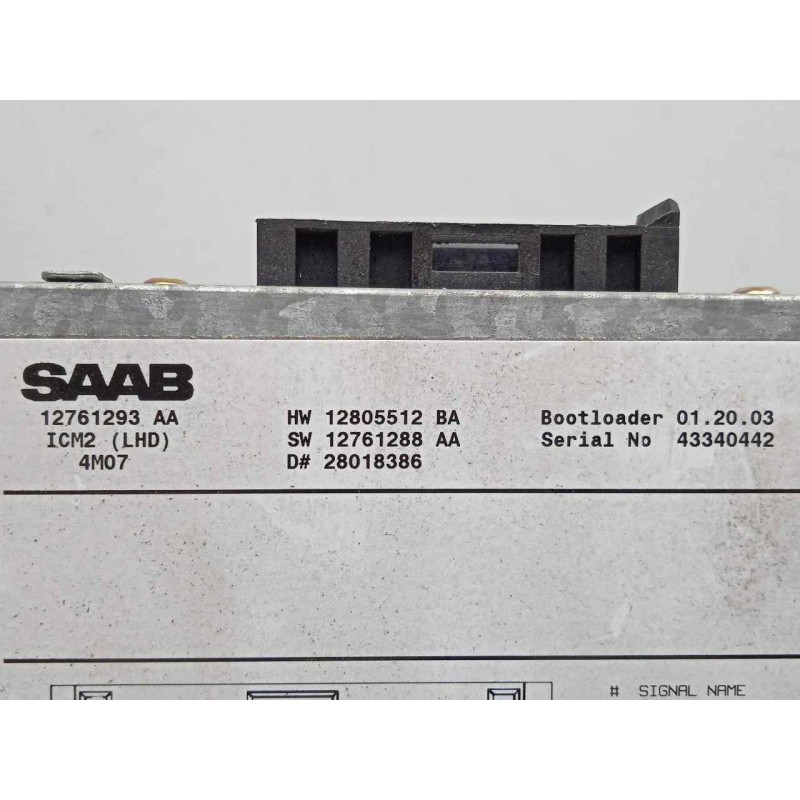 SAAB
12761293 AA HW 12805512 BA Bootloader 01.20.03
ICM2 (LHD) SW 12761288 AA Serial No 43340442
4M07 D# 28018386
# SIGNAL NAME